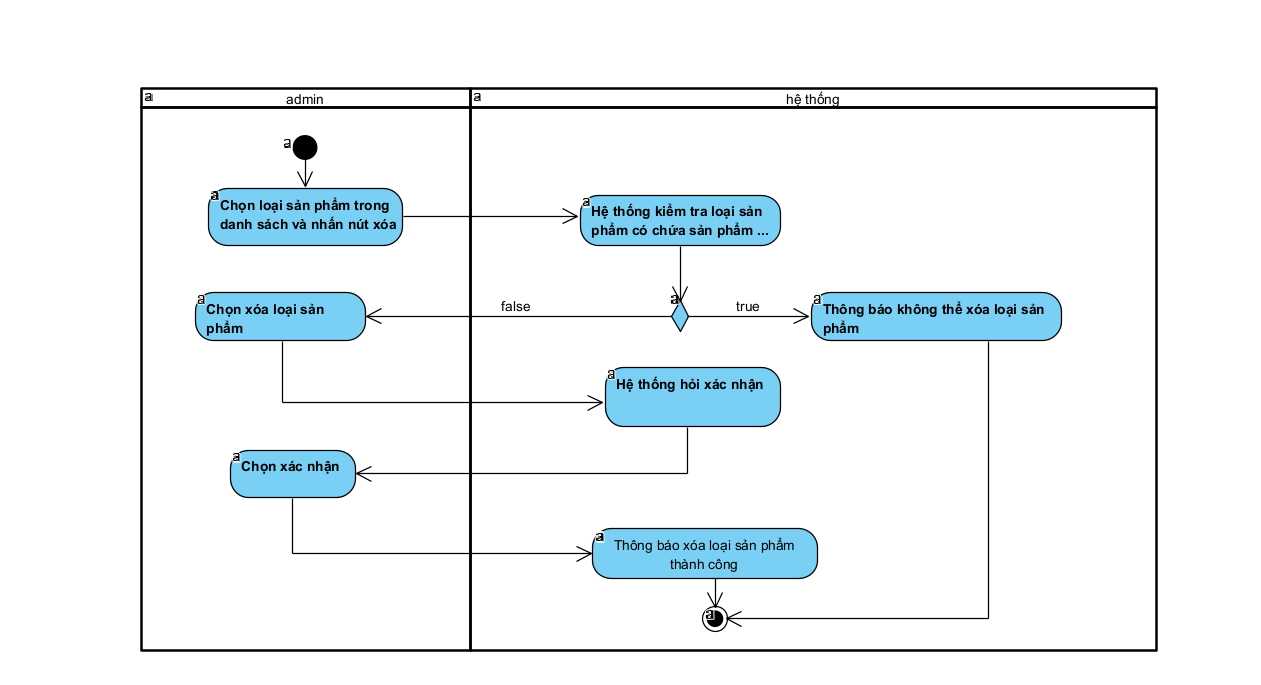 admin
hệ thống
Chọn loại sản phẩm trong
danh sách và nhấn nút xóa
Hệ thống kiểm tra loại sản
phẩm có chứa sản phẩm ...
Chọn xóa loại sản
phẩm
false
true
Thông báo không thể xóa loại sản
phẩm
Hệ thống hỏi xác nhận
Chọn xác nhận
Thông báo xóa loại sản phẩm
thành công